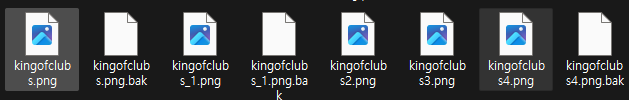 kingofclub
s.png
kingofclub
s.png.bak
kingofclub
s_1.png
kingofclub
s_1.png.ba
k
kingofclub
s2.png
kingofclub
s3.png
kingofclub
s4.png
kingofclub
s4.png.bak